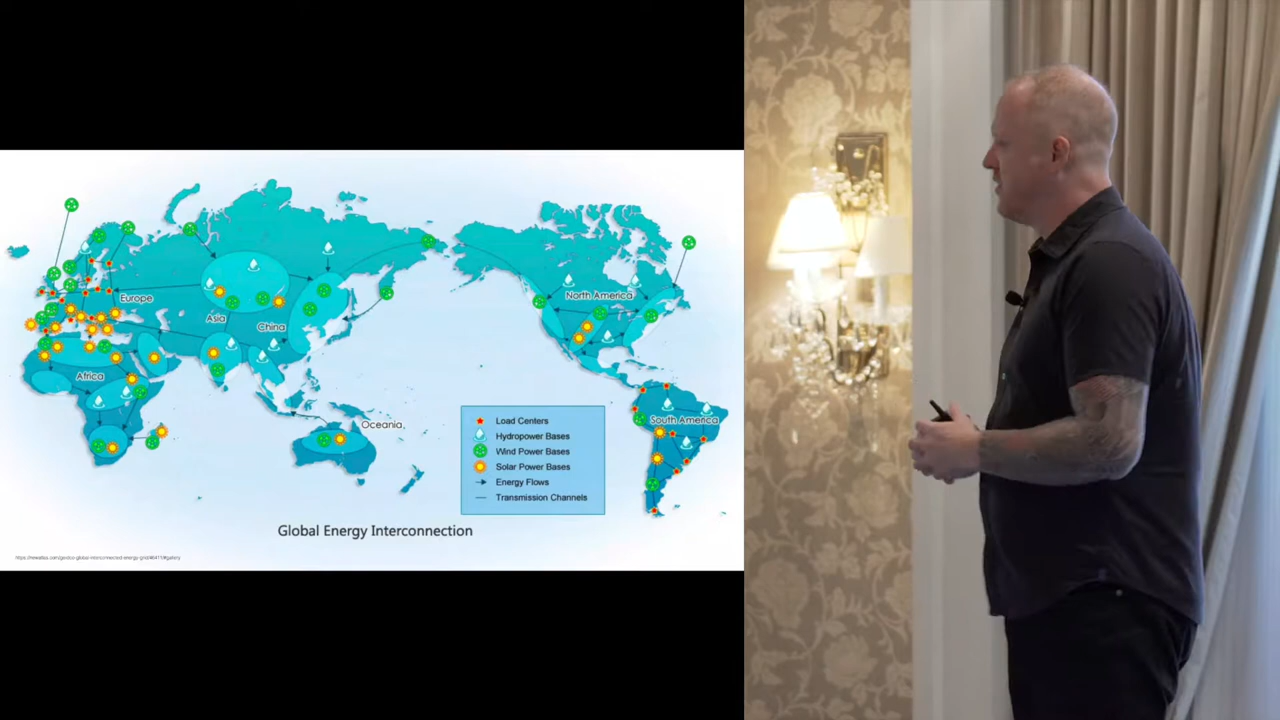 Europe
Asia
China
Africa
Oceania
North America
South America
Load Centers
Hydropower Bases
Wind Power Bases
Solar Power Bases
Energy Flows
Transmission Channels
Global Energy Interconnection